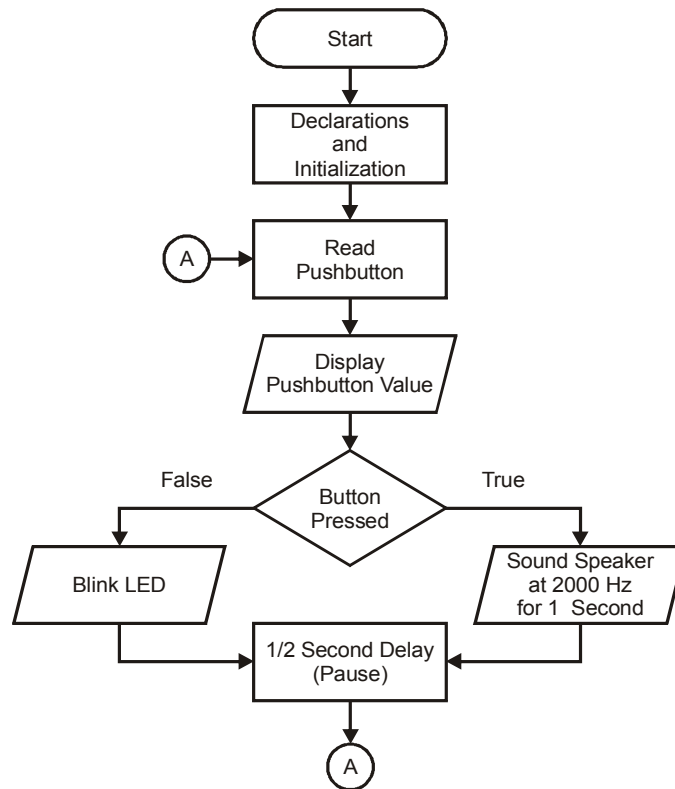 Start
Declarations
and
Initialization
A
Read
Pushbutton
Display
Pushbutton Value
False
True
Button
Pressed
Blink LED
Sound Speaker
at 2000 Hz
for 1 Second
1/2 Second Delay
(Pause)
A